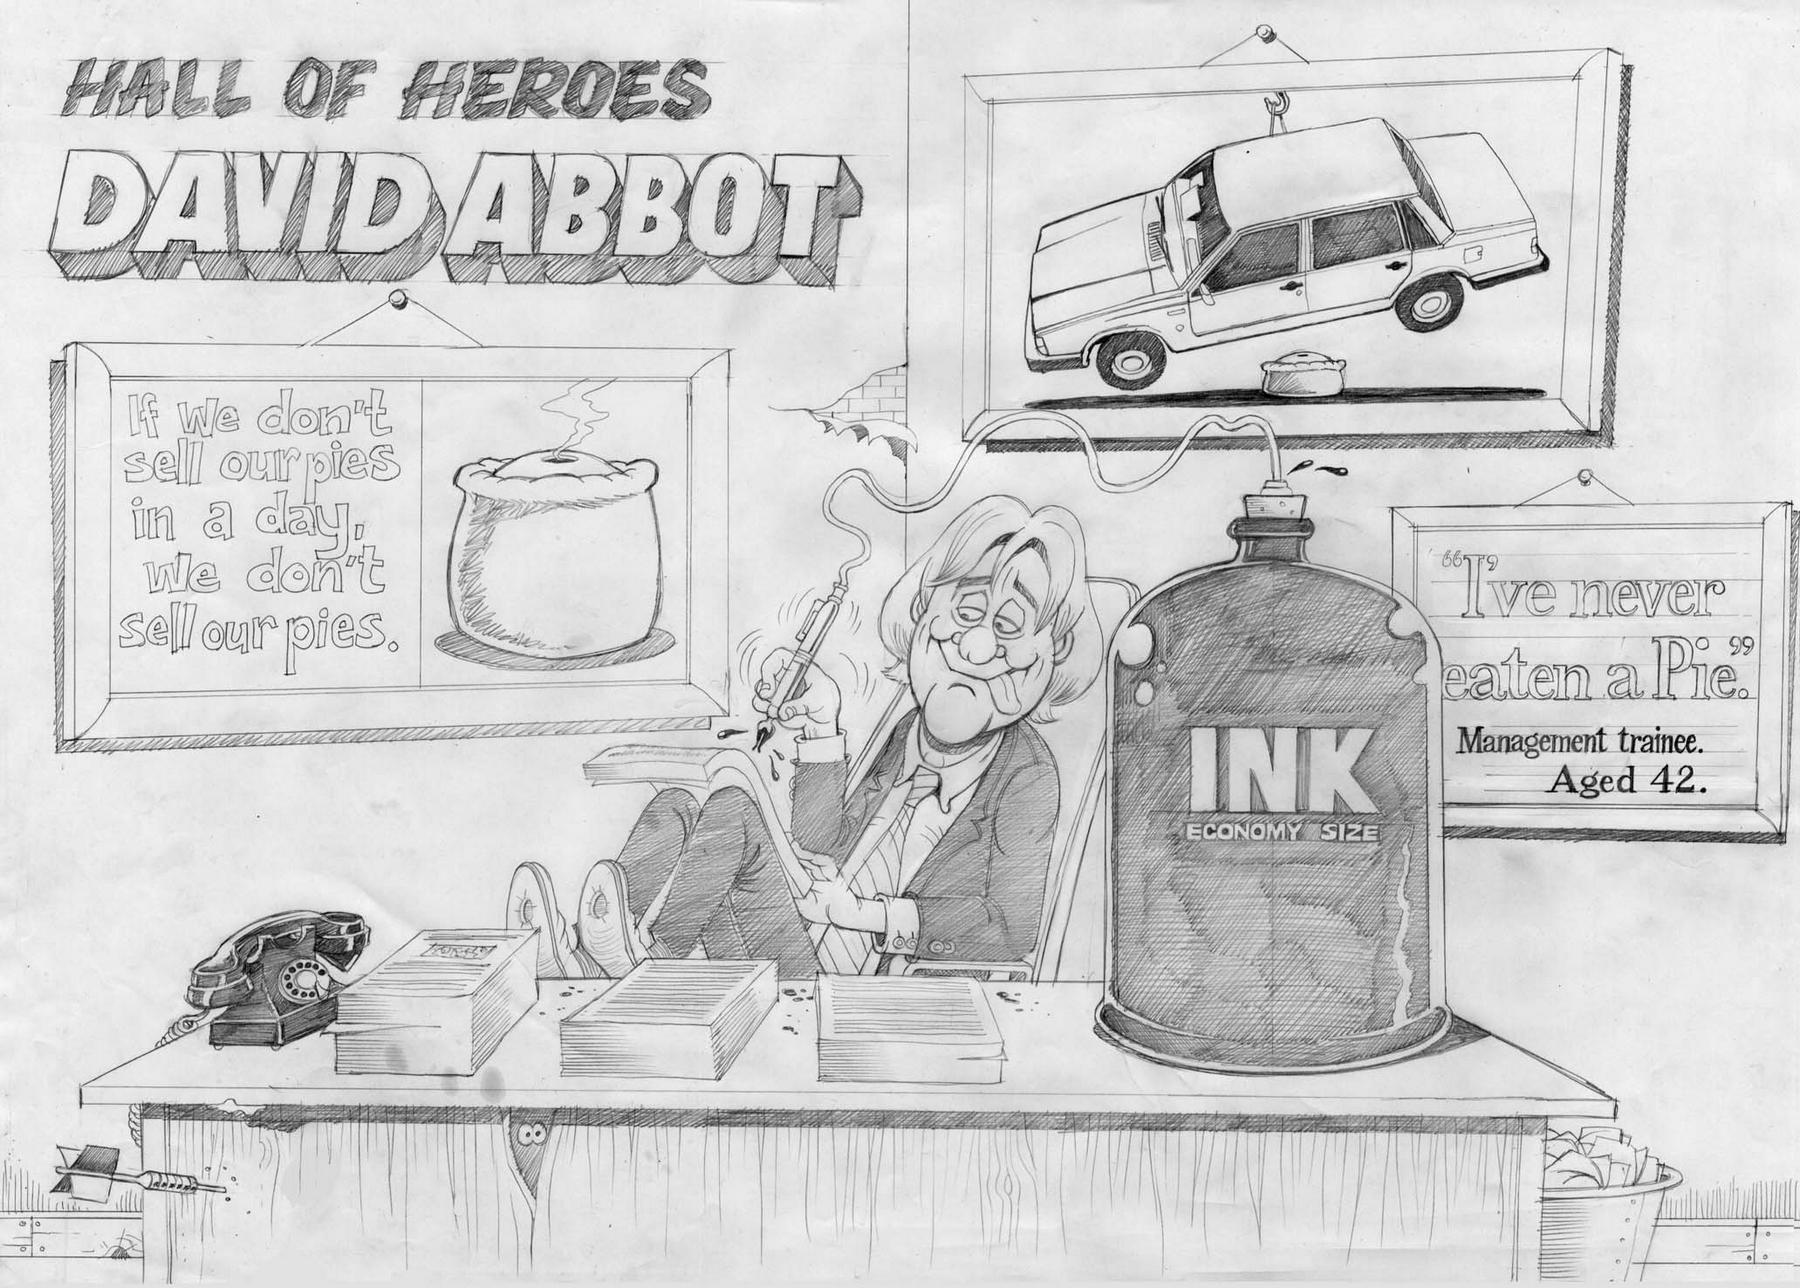 HALL OF HEROES
DAVID ABBOT
If we don't
sell our pies
in a day,
we don't
sell our pies.
"I've never
eaten a Pie."
Management trainee.
Aged 42.
INK
ECONOMY SIZE